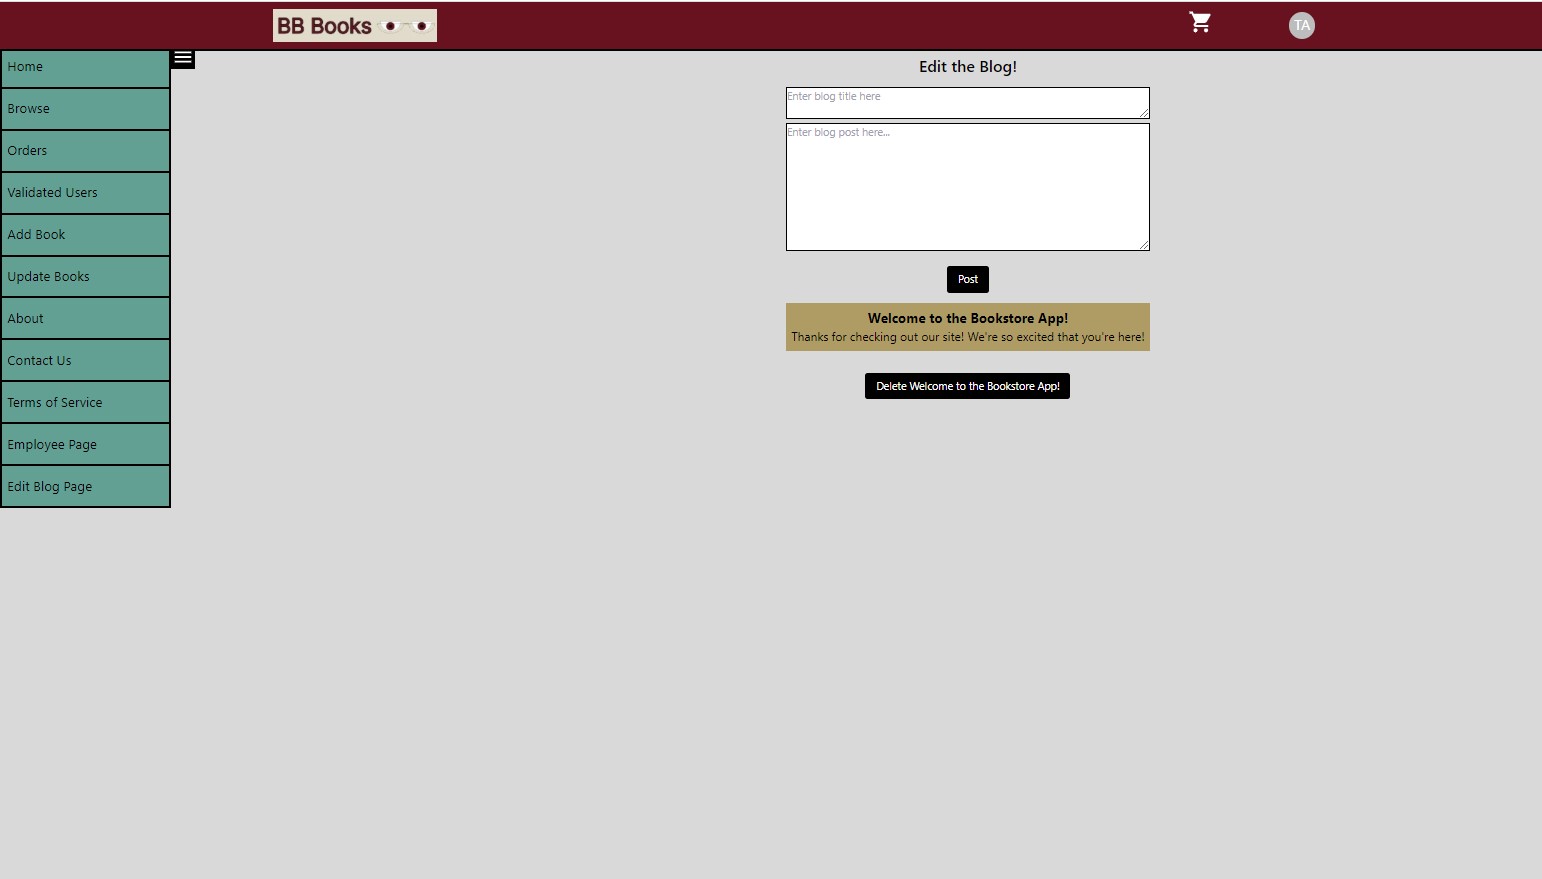 BB Books
TA
Home
Browse
Orders
Validated Users
Add Book
Update Books
About
Contact Us
Terms of Service
Employee Page
Edit Blog Page
Edit the Blog!
Enter blog title here
Enter blog post here...
Post
Welcome to the Bookstore App!
Thanks for checking out our site! We're so excited that you're here!
Delete Welcome to the Bookstore App!